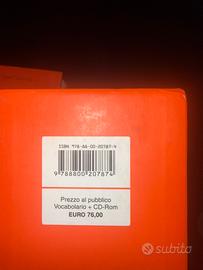 ISBN 978-88-00-20787-4
9 788800 207874
Prezzo al pubblico
Vocabolario + CD-Rom
EURO 76,00
subito